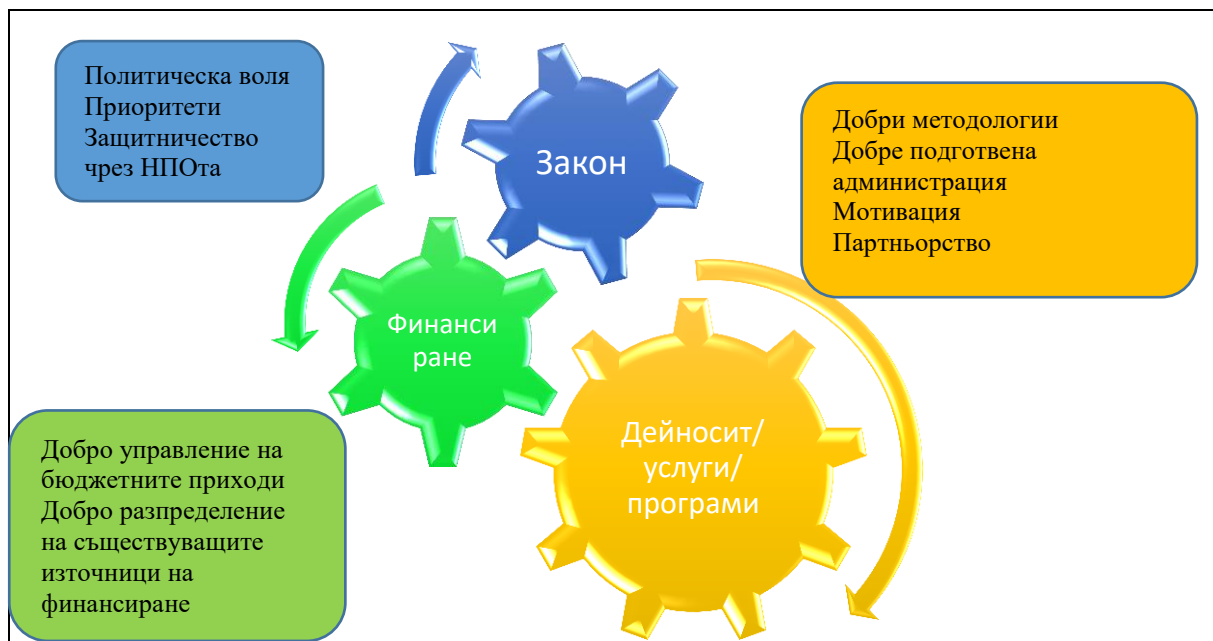 Политическа воля
Приоритети
Защитничество
чрез НПОта
Закон
Добри методологии
Добре подготвена
администрация
Мотивация
Партньорство
Финанси
ране
Дейносит/
услуги/
програми
Добро управление на
бюджетните приходи
Добро разпределение
на съществуващите
източници на
финансиране